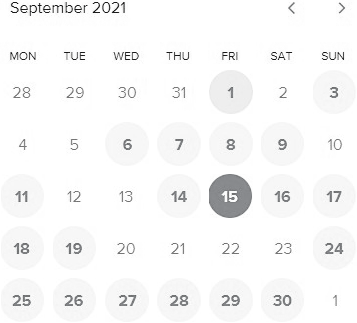 September 2021
MON TUE WED THU FRI SAT SUN
28 29 30 31 1 2 3
4 5 6 7 8 9 10
11 12 13 14 15 16 17
18 19 20 21 22 23 24
25 26 27 28 29 30 1